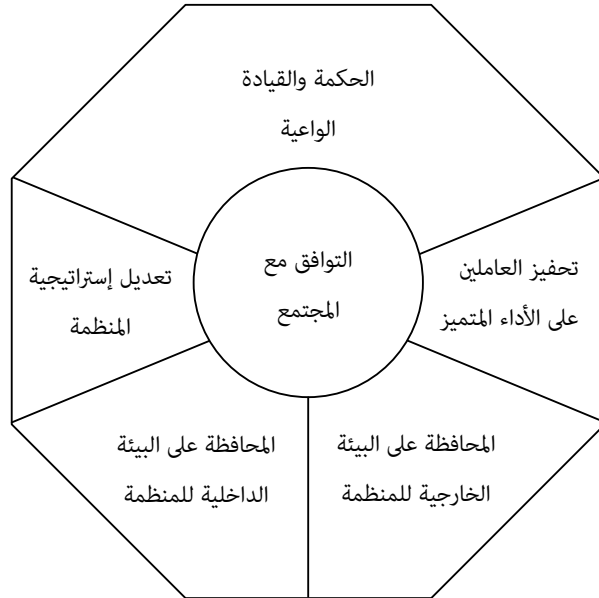 الحكمة والقيادة
الواعية
تحفيز العاملين
على الأداء المتميز
التوافق مع
المجتمع
تعديل إستراتيجية
المنظمة
المحافظة على البيئة
الخارجية للمنظمة
المحافظة على البيئة
الداخلية للمنظمة